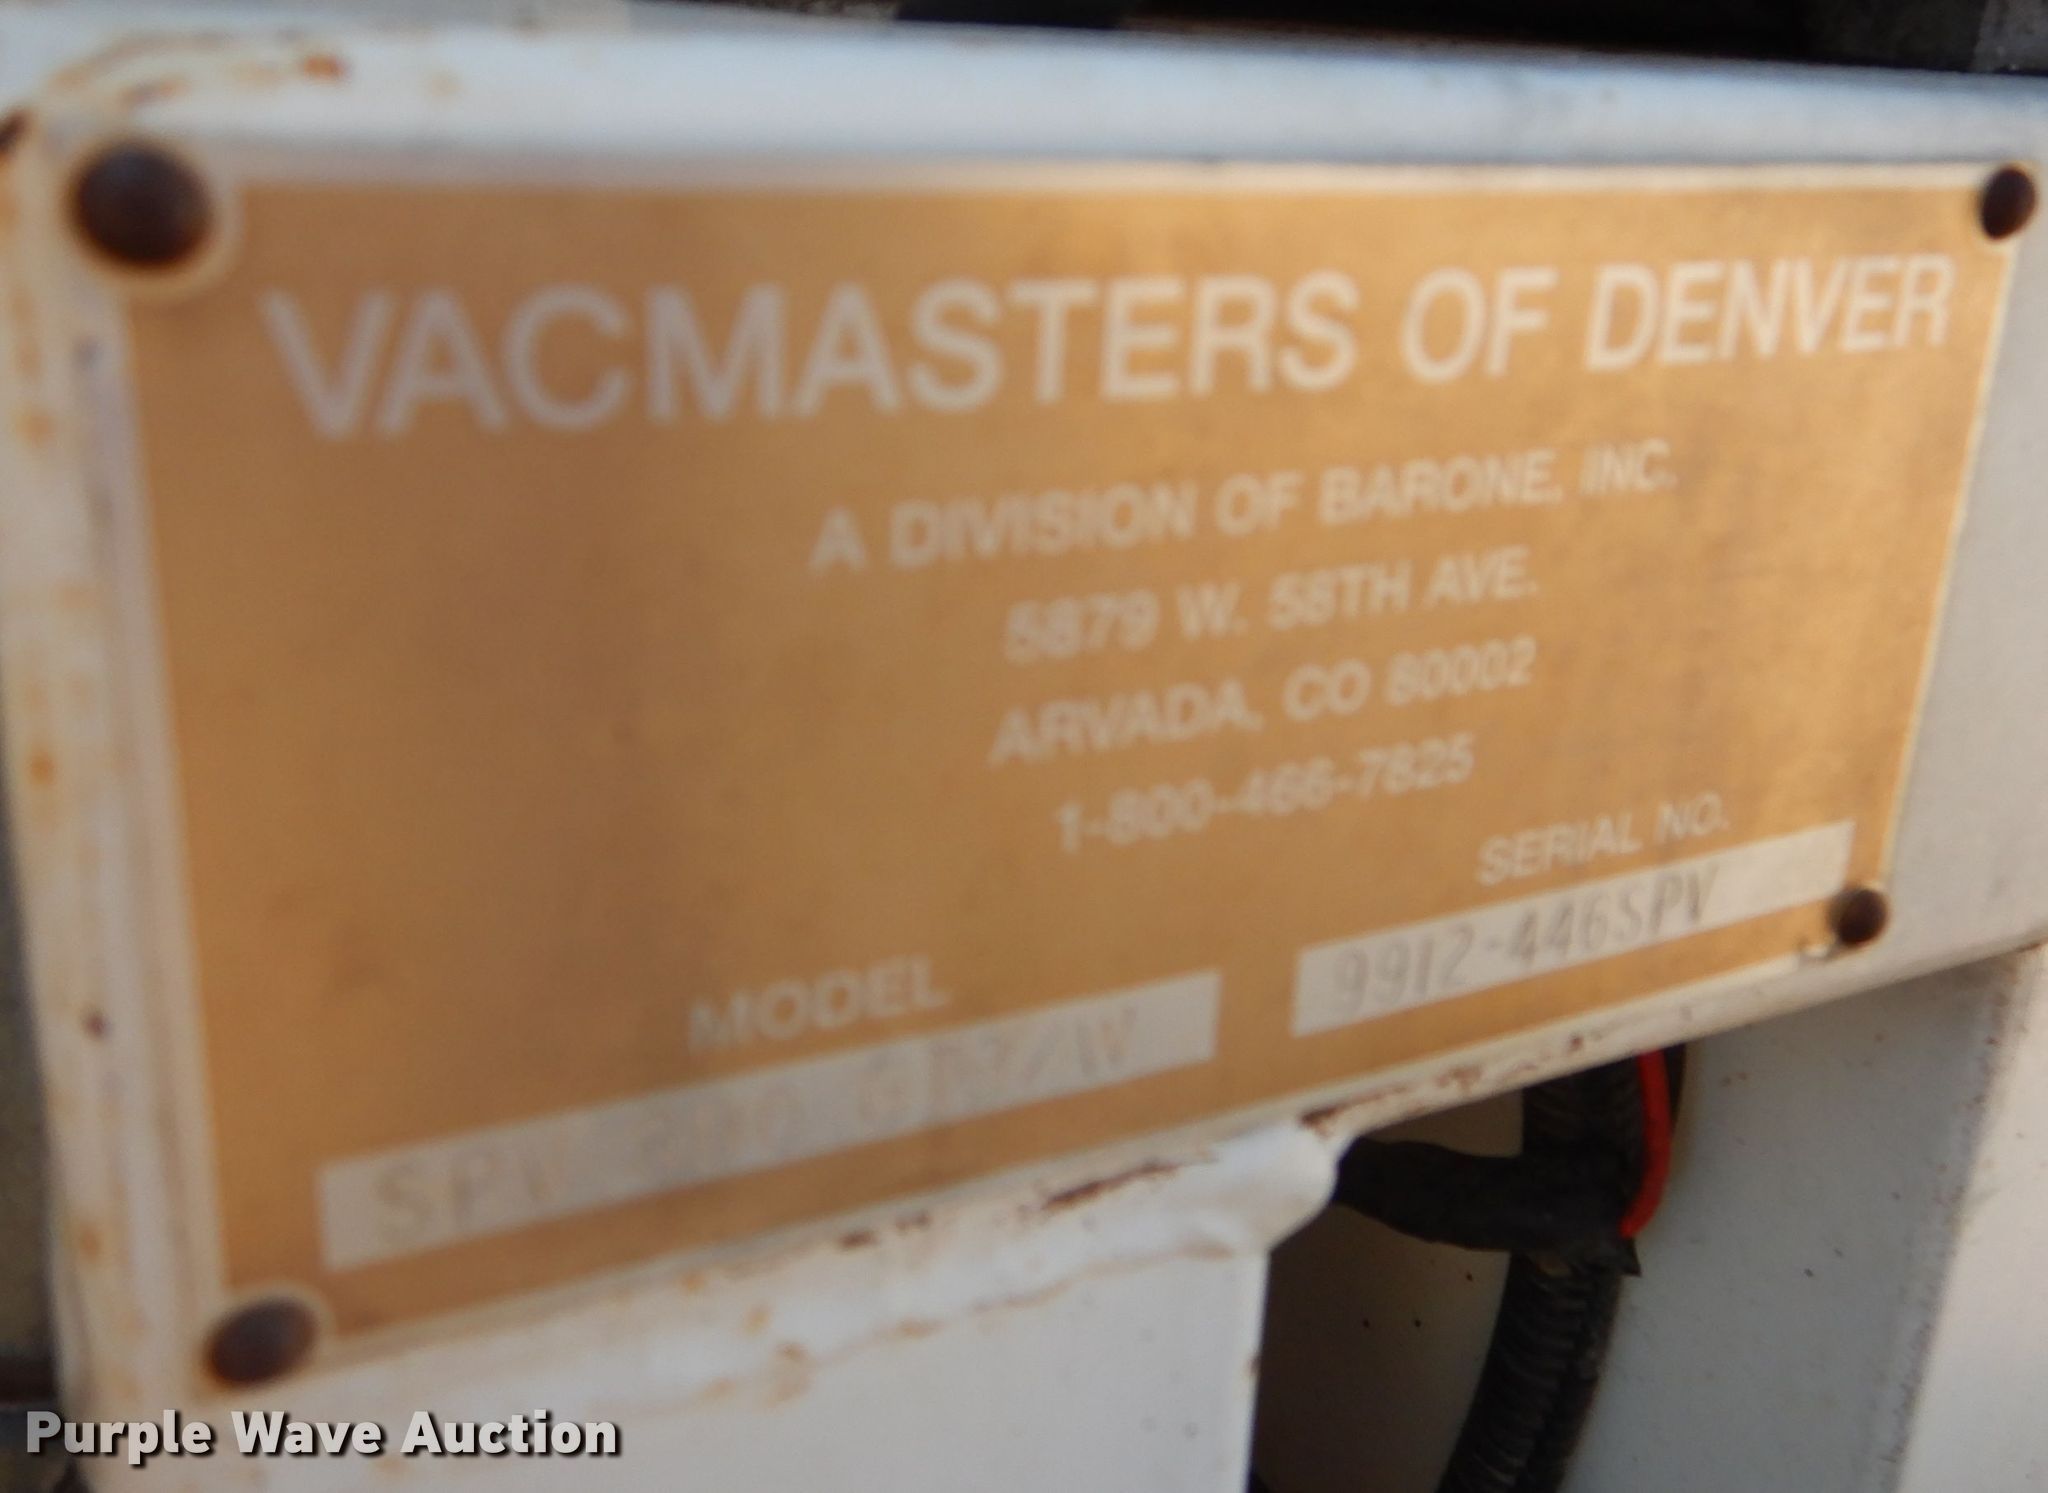 VACMASTERS OF DENVER
A DIVISION OF BARONE, INC.
5879 W. 58TH AVE.
ARVADA, CO 80002
1-800-466-7825
MODEL
SPV
SERIAL NO.
9912-446SPV
Purple Wave Auction